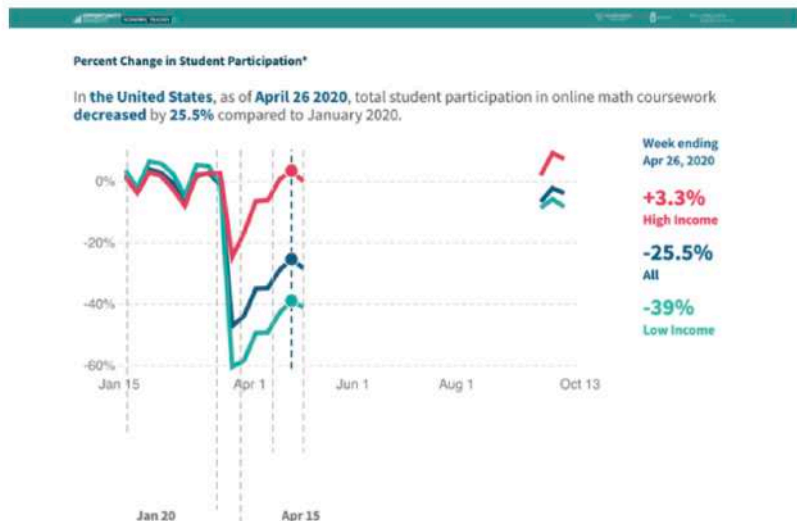 OPPORTUNITY
ECONOMIC TRACKER
Percent Change in Student Participation*
In the United States, as of April 26 2020, total student participation in online math coursework
decreased by 25.5% compared to January 2020.
Week ending
Apr 26, 2020
+3.3%
High Income
-25.5%
All
-39%
Low Income
0%
-20%
-40%
-60%
Jan 15
Apr 1
Jun 1
Aug 1
Oct 13
Jan 20
Apr 15